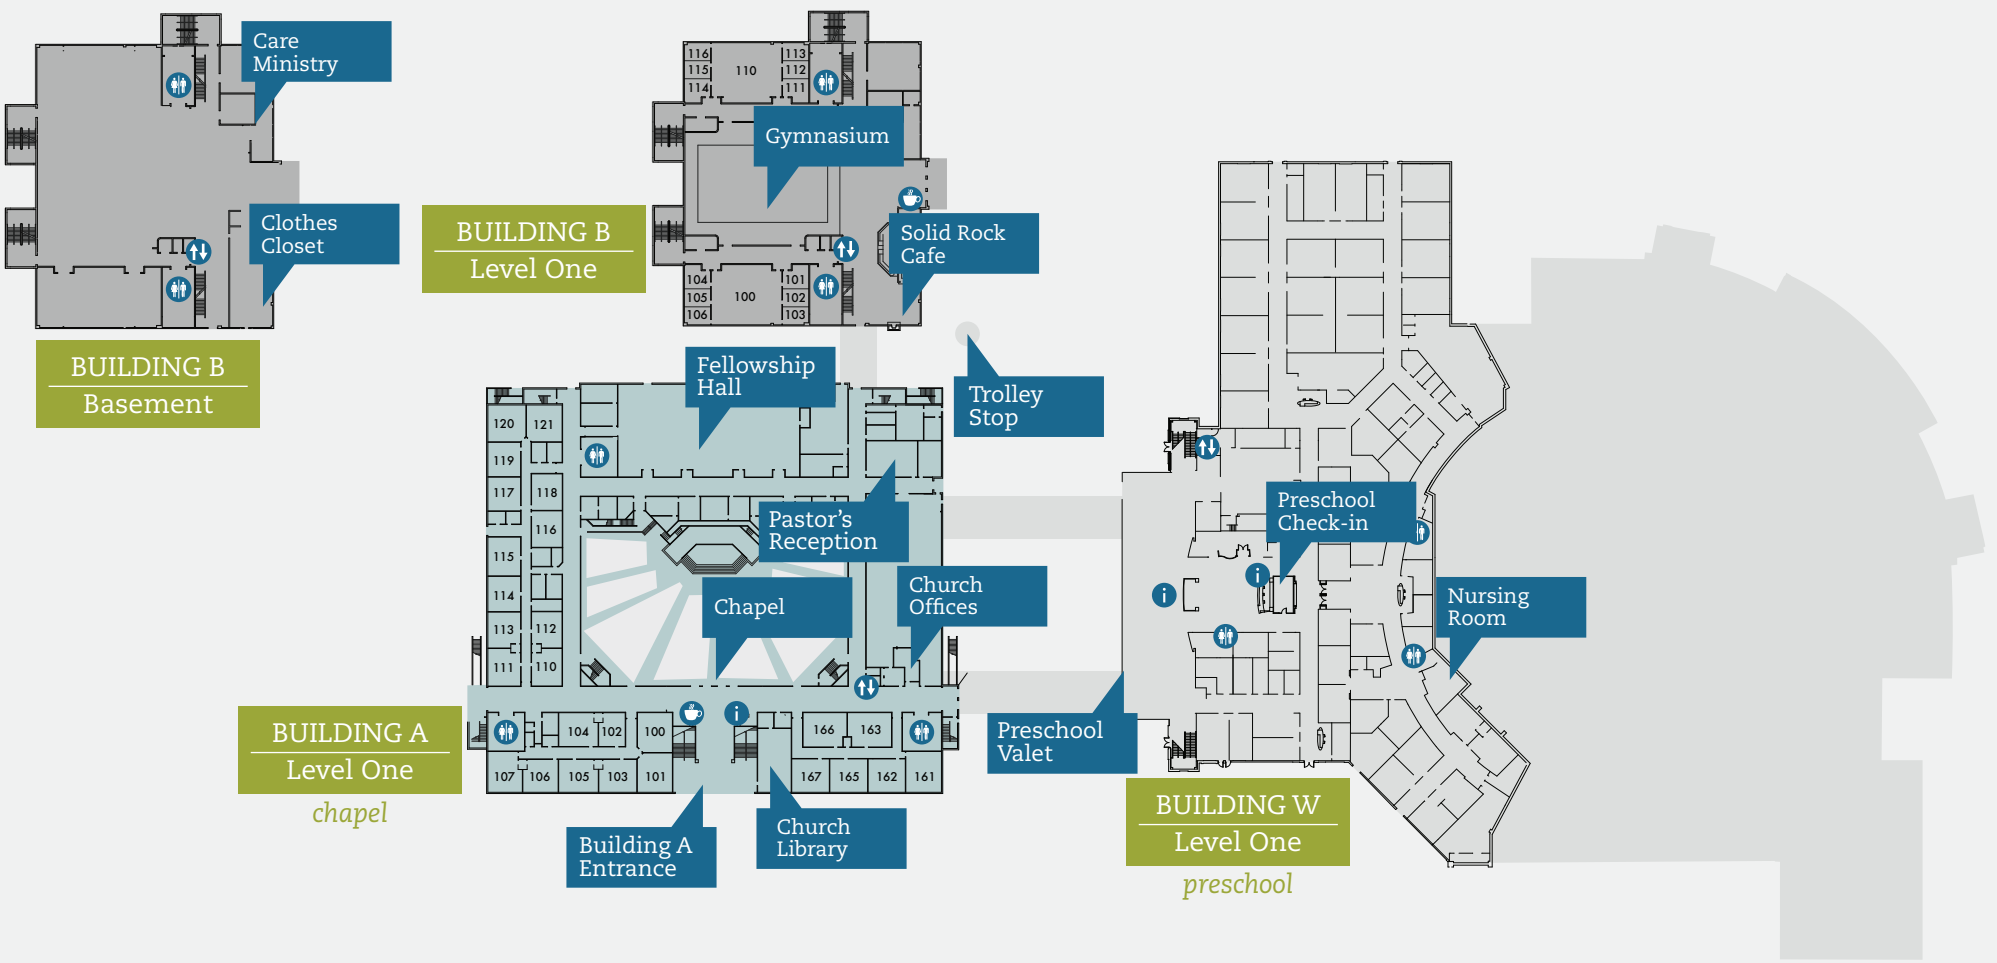 Care
Ministry
Clothes
Closet
BUILDING B
Basement
116
115
114
110
113
112
111
Gymnasium
BUILDING B
Level One
Solid Rock
Cafe
104
105
106
100
101
102
103
Trolley
Stop
Fellowship
Hall
120
121
119
117
118
116
115
114
113
112
111
110
Pastor's
Reception
Church
Offices
Chapel
i
104
102
100
166
163
107
106
105
103
101
167
165
162
161
BUILDING A
Level One
chapel
Building A
Entrance
Church
Library
Preschool
Check-in
i
i
Nursing
Room
Preschool
Valet
BUILDING W
Level One
preschool